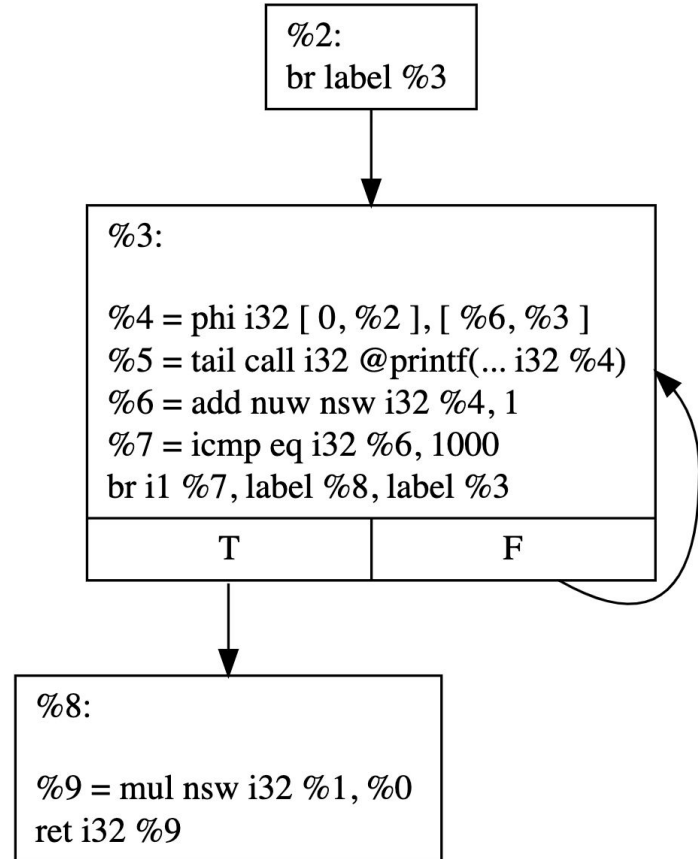 %2:
br label %3
%3:
%4 = phi i32 [ 0, %2 ], [ %6, %3 ]
%5 = tail call i32 @printf(... i32 %4)
%6 = add nuw nsw i32 %4, 1
%7 = icmp eq i32 %6, 1000
br i1 %7, label %8, label %3
T
F
%8:
%9 = mul nsw i32 %1, %0
ret i32 %9